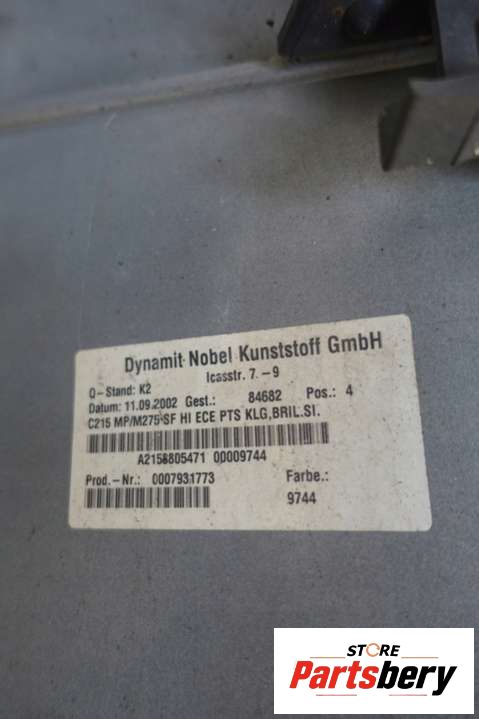 Dynamit Nobel Kunststoff GmbH
Icasstr. 7. -9
Q-Stand: K2
Datum: 11.09.2002 Gest.: 84682 Pos.: 4
C215 MP/M275 SF HI ECE PTS KLG,BRIL.SI.
A2158805471 00009744
Prod.-Nr.: 0007931773 Farbe.:
9744
STORE
Partsbery